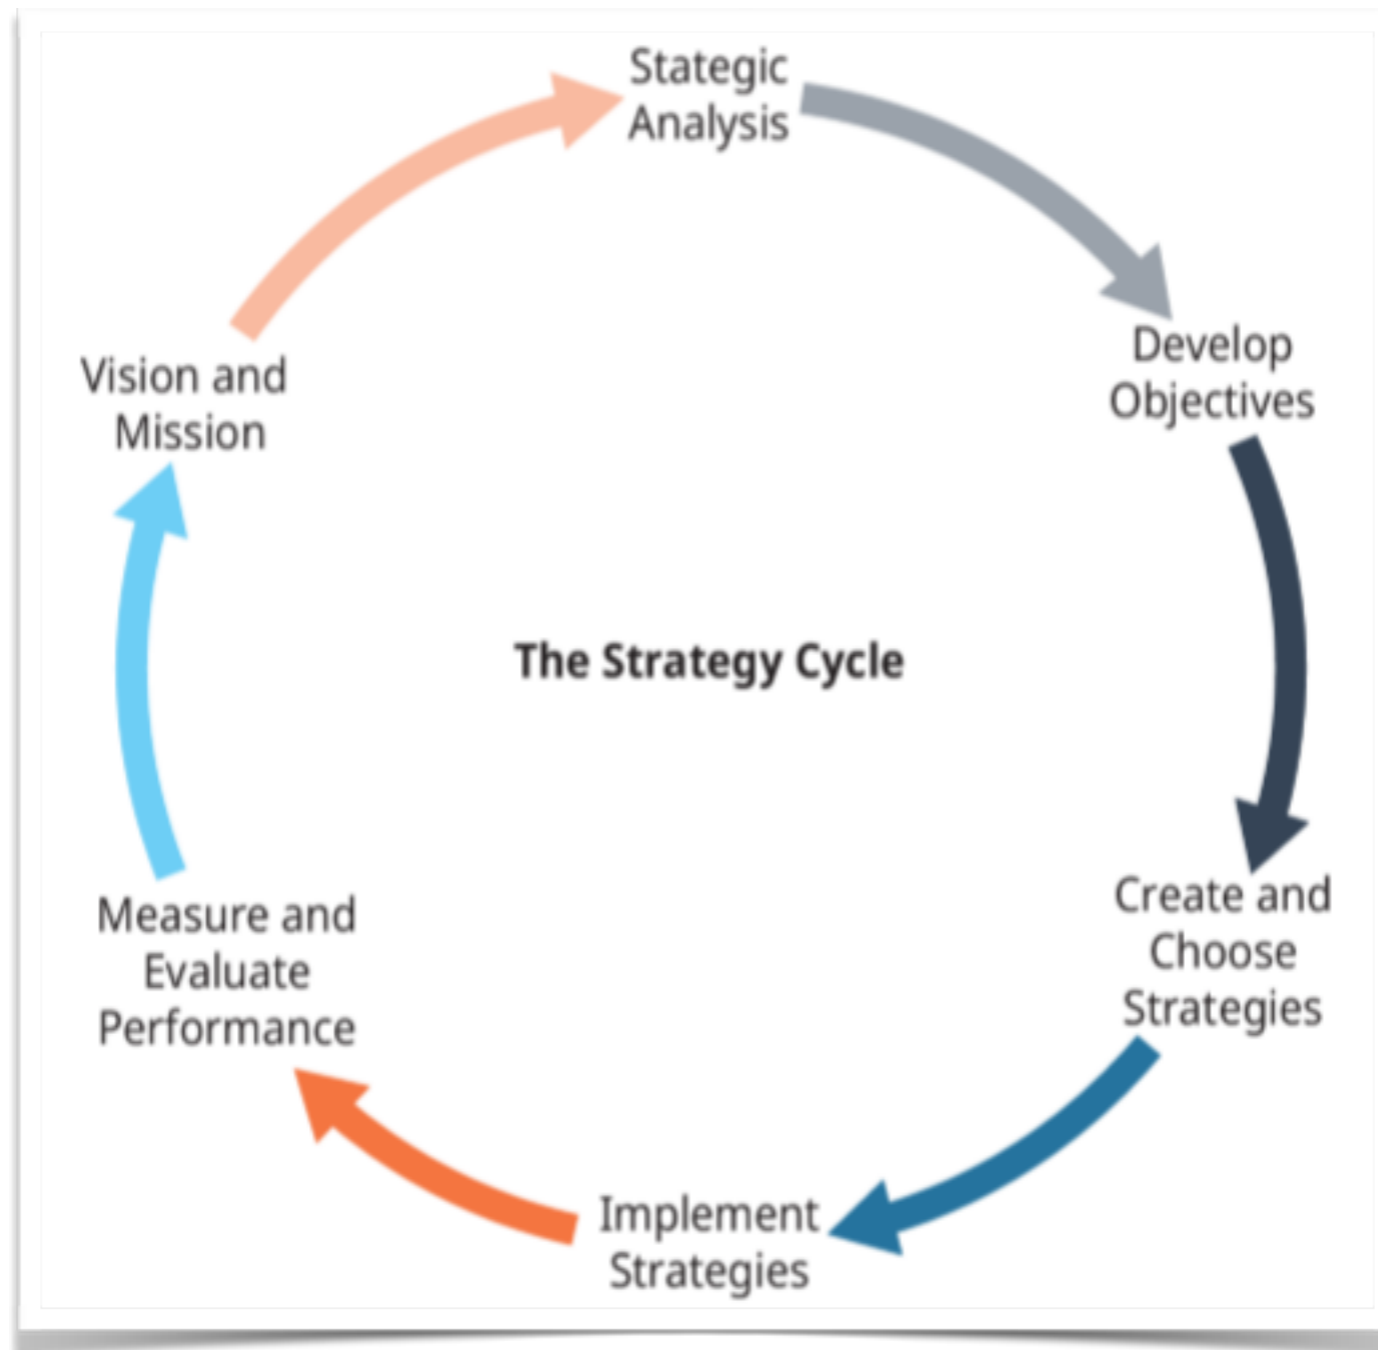 Stategic
Analysis
Develop
Objectives
Create and
Choose
Strategies
Implement
Strategies
Measure and
Evaluate
Performance
Vision and
Mission
The Strategy Cycle